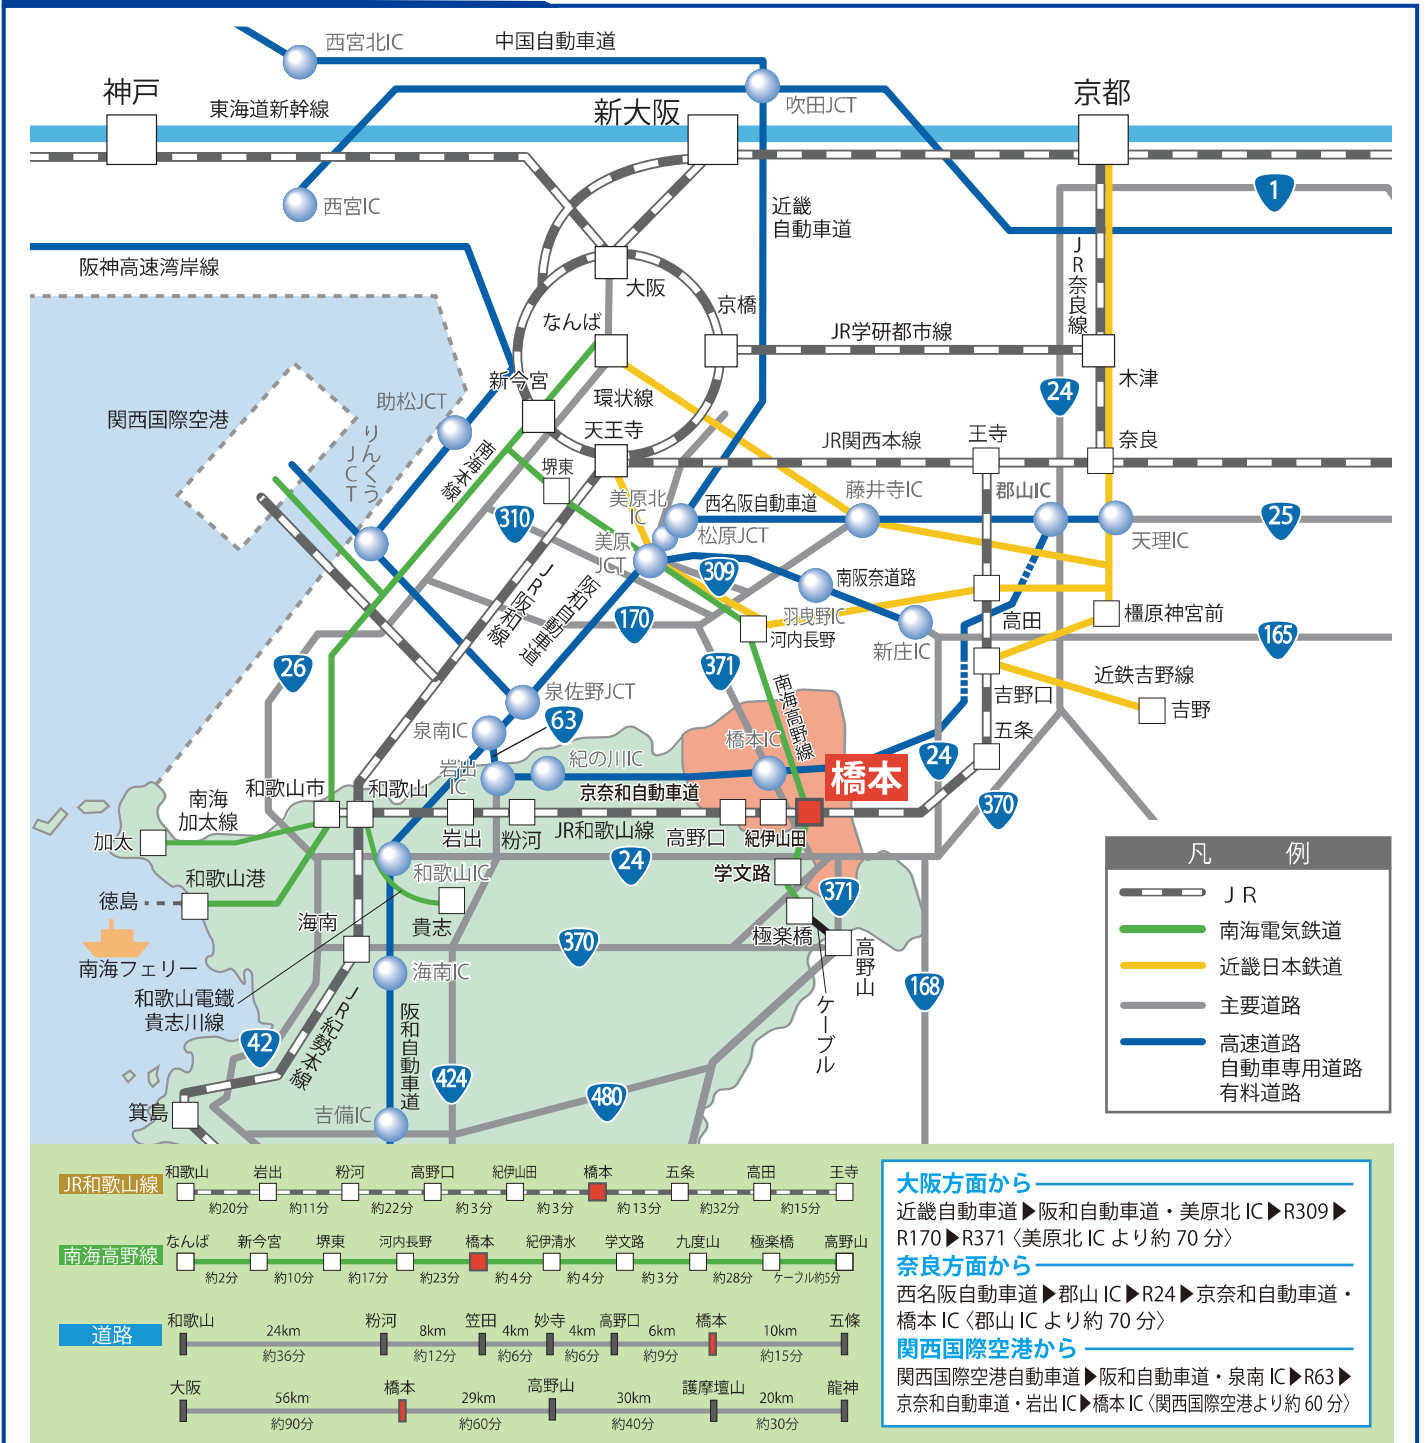 西宮北IC
中国自動車道
神戸
東海道新幹線
新大阪
吹田JCT
京都
西宮IC
近畿
自動車道
1
阪神高速湾岸線
JR奈良線
大阪
京橋
なんば
JR学研都市線
木津
新今宮
環状線
24
助松JCT
関西国際空港
りんくう
JCT
南海本線
天王寺
JR関西本線
王寺
奈良
堺東
美原北
IC
西名阪自動車道
藤井寺IC
郡山IC
310
松原JCT
25
天理IC
美原
JCT
309
南阪奈道路
JR阪和線
阪和自動車道
170
羽曳野IC
河内長野
高田
橿原神宮前
新庄IC
165
26
371
南海高野線
近鉄吉野線
吉野口
吉野
泉佐野JCT
泉南IC
63
橋本IC
五条
紀の川IC
岩出
IC
24
橋本
和歌山市
和歌山
京奈和自動車道
南海
加太線
370
加太
岩出
粉河
JR和歌山線
高野口
紀伊山田
凡例
24
和歌山IC
学文路
和歌山港
371
JR
徳島
貴志
海南
極楽橋
南海電気鉄道
370
高野山
南海フェリー
海南IC
近畿日本鉄道
和歌山電鐵
貴志川線
168
主要道路
ケーブル
JR紀勢本線
阪和自動車道
42
高速道路
自動車専用道路
有料道路
424
480
箕島
吉備IC
JR和歌山線
和歌山 岩出 粉河 高野口 紀伊山田 橋本 五条 高田 王寺
約20分 約11分 約22分 約3分 約3分 約13分 約32分 約15分
南海高野線
なんば 新今宮 堺東 河内長野 橋本 紀伊清水 学文路 九度山 極楽橋 高野山
約2分 約10分 約17分 約23分 約4分 約4分 約3分 約28分 ケーブル約5分
道路
和歌山 粉河 笠田 妙寺 高野口 橋本 五條
24km 8km 4km 4km 6km 10km
約36分 約12分 約6分 約6分 約9分 約15分
大阪 橋本 高野山 護摩壇山 龍神
56km 29km 30km 20km
約90分 約60分 約40分 約30分
大阪方面から
近畿自動車道▶阪和自動車道・美原北IC▶R309▶
R170▶R371〈美原北ICより約70分〉
奈良方面から
西名阪自動車道▶郡山IC▶R24▶京奈和自動車道・
橋本IC〈郡山ICより約70分〉
関西国際空港から
関西国際空港自動車道▶阪和自動車道・泉南IC▶R63▶
京奈和自動車道・岩出IC▶橋本IC〈関西国際空港より約60分〉